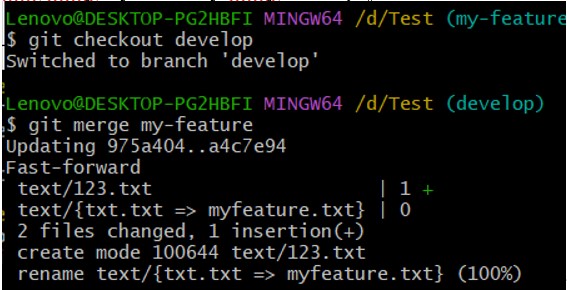 Lenovo@DESKTOP-PG2HBFI MINGW64 /d/Test (my-feature
$ git checkout develop
Switched to branch 'develop'
Lenovo@DESKTOP-PG2HBFI MINGW64 /d/Test (develop)
$ git merge my-feature
Updating 975a404..a4c7e94
Fast-forward
 text/123.txt                        | 1 +
 text/{txt.txt => myfeature.txt} | 0
 2 files changed, 1 insertion(+)
 create mode 100644 text/123.txt
 rename text/{txt.txt => myfeature.txt} (100%)